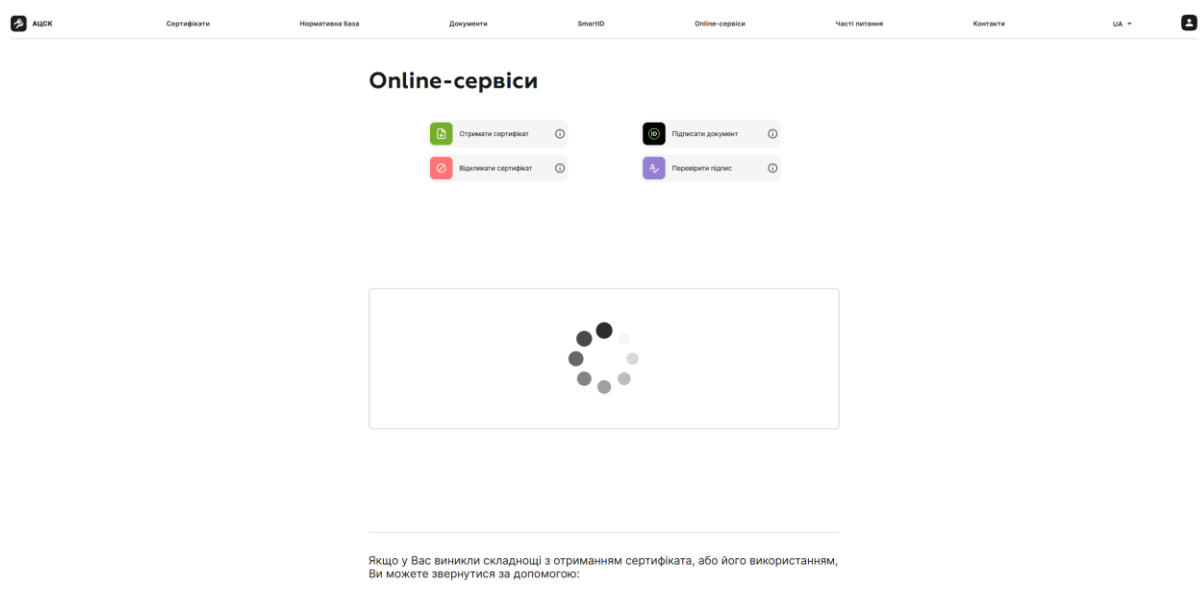 АЦСК
Сертифікати
Нормативна база
Документи
SmartID
Online-сервіси
Часті питання
Контакти
UA
Online-сервіси
Отримати сертифікат
ID
Підписати документ
Відкликати сертифікат
Перевірити підпис
Якщо у Вас виникли складнощі з отриманням сертифіката, або його використанням,
Ви можете звернутися за допомогою: